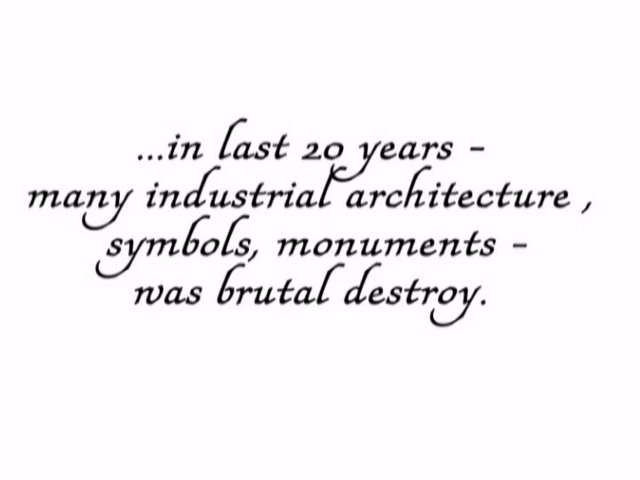 ...in last 20 years -
many industrial architecture ,
symbols, monuments -
was brutal destroy.